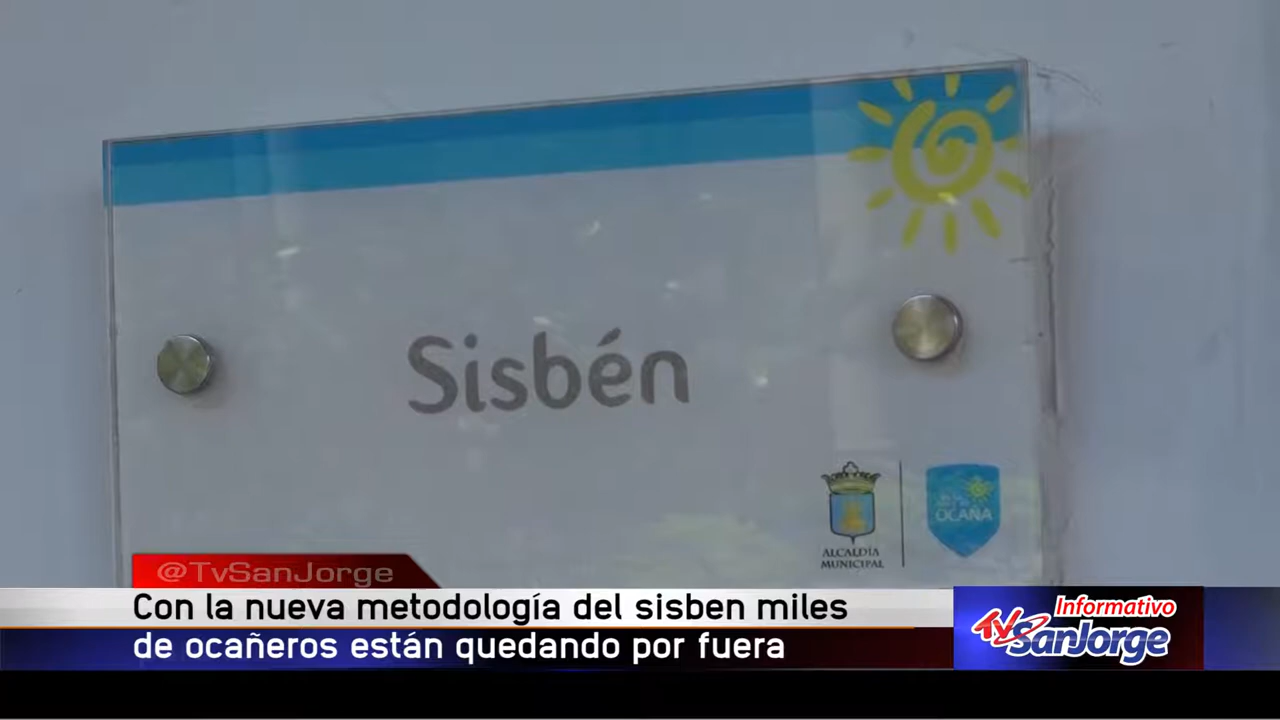 Sisbén
ALCALDÍA
MUNICIPAL
OCAÑA
@TvSanJorge
Con la nueva metodología del sisben miles
de ocañeros están quedando por fuera
Informativo
TV SanJorge